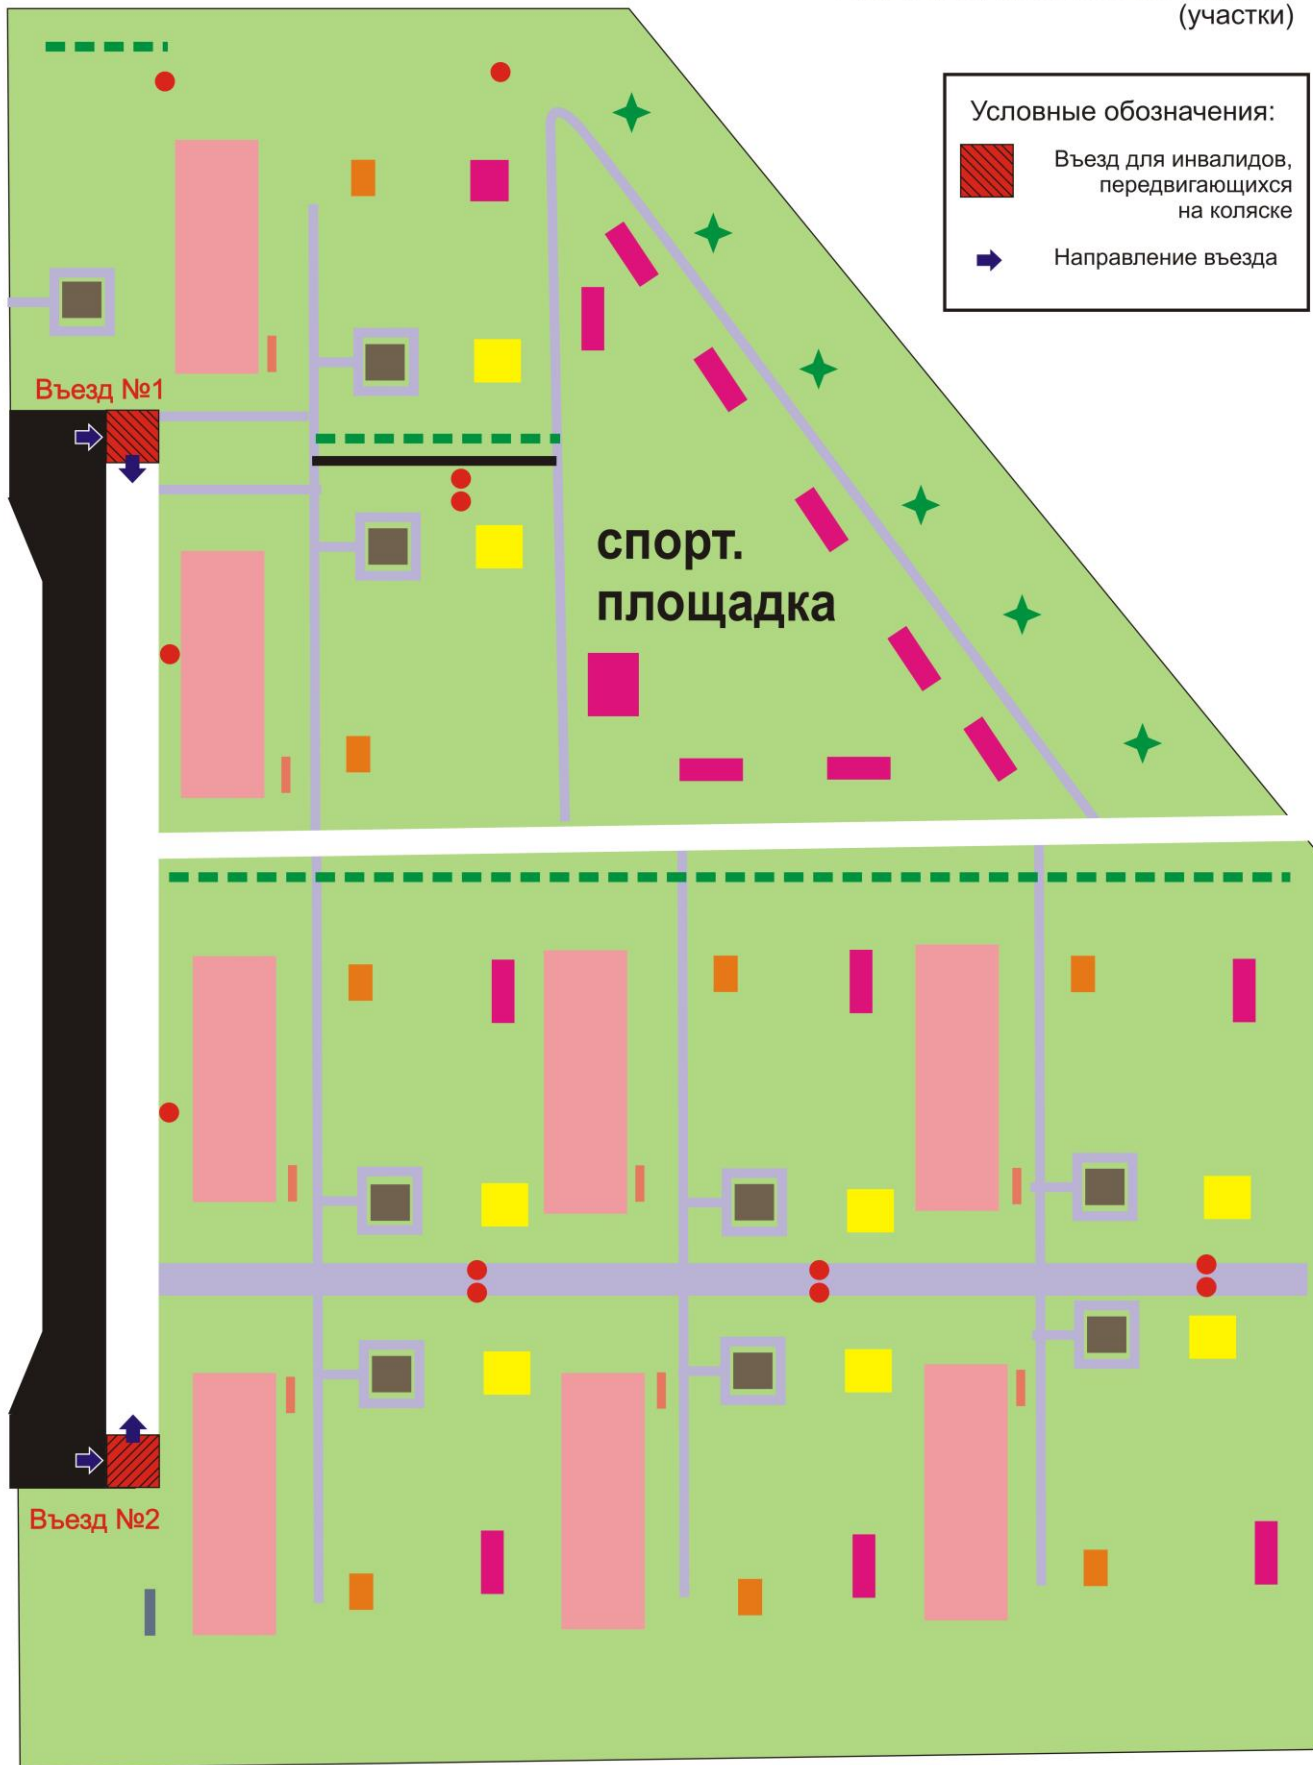 (участки)
Условные обозначения:
Въезд для инвалидов,
передвигающихся
на коляске
Направление въезда
Въезд №1
спорт.
площадка
Въезд №2